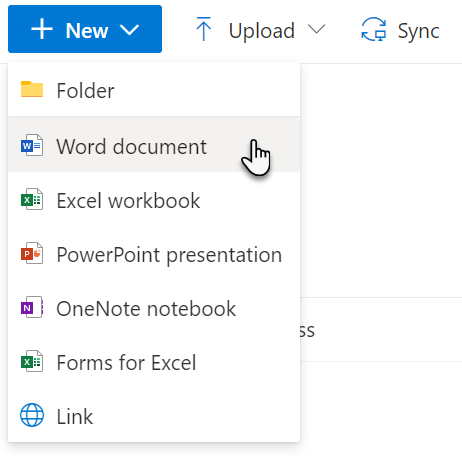 New Upload Sync
Folder
Word document
Excel workbook
PowerPoint presentation
OneNote notebook
ss
Forms for Excel
Link